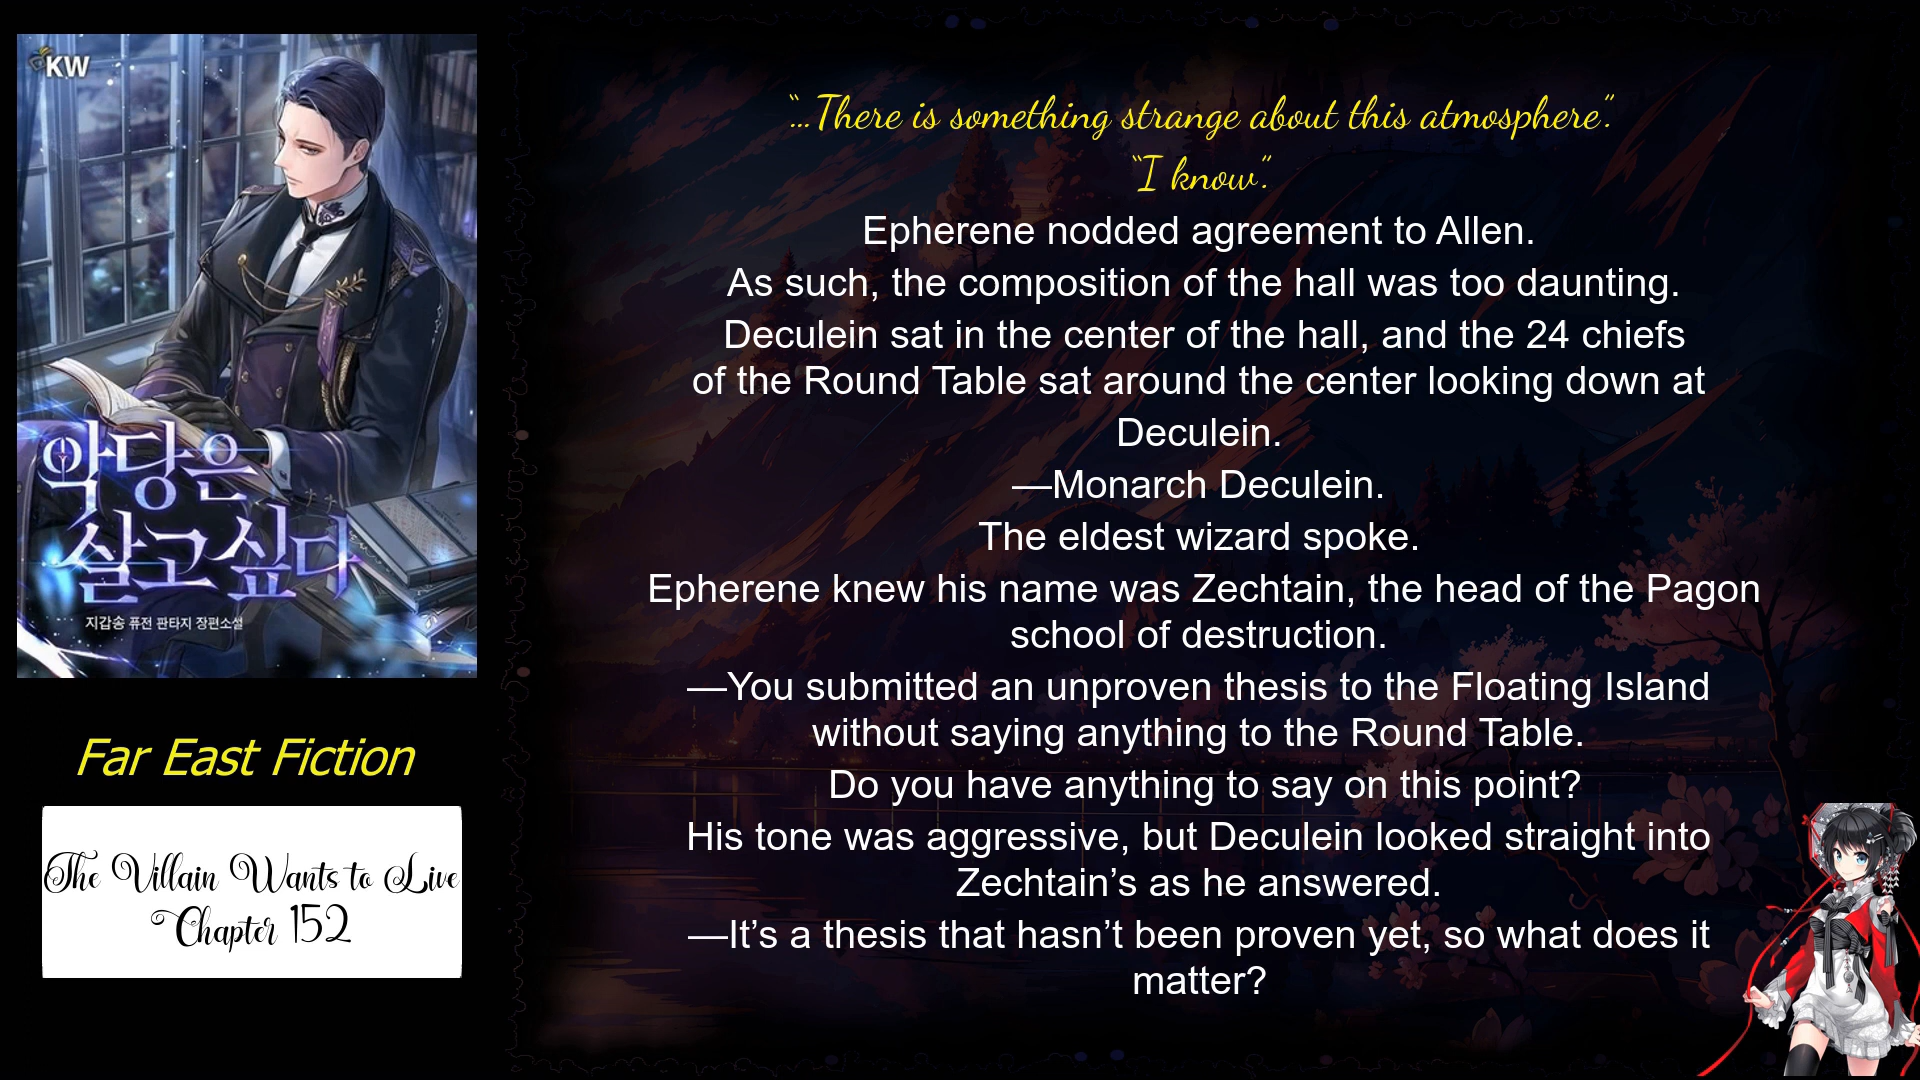 KW
악당은
살고싶다
지갑송 퓨전 판타지 장편소설
Far East Fiction
The Villain Wants to Live
Chapter 152
“...There is something strange about this atmosphere”.
“I know”.
Epherene nodded agreement to Allen.
As such, the composition of the hall was too daunting.
Deculein sat in the center of the hall, and the 24 chiefs
of the Round Table sat around the center looking down at
Deculein.
—Monarch Deculein.
The eldest wizard spoke.
Epherene knew his name was Zechtain, the head of the Pagon
school of destruction.
—You submitted an unproven thesis to the Floating Island
without saying anything to the Round Table.
Do you have anything to say on this point?
His tone was aggressive, but Deculein looked straight into
Zechtain’s as he answered.
—It’s a thesis that hasn’t been proven yet, so what does it
matter?